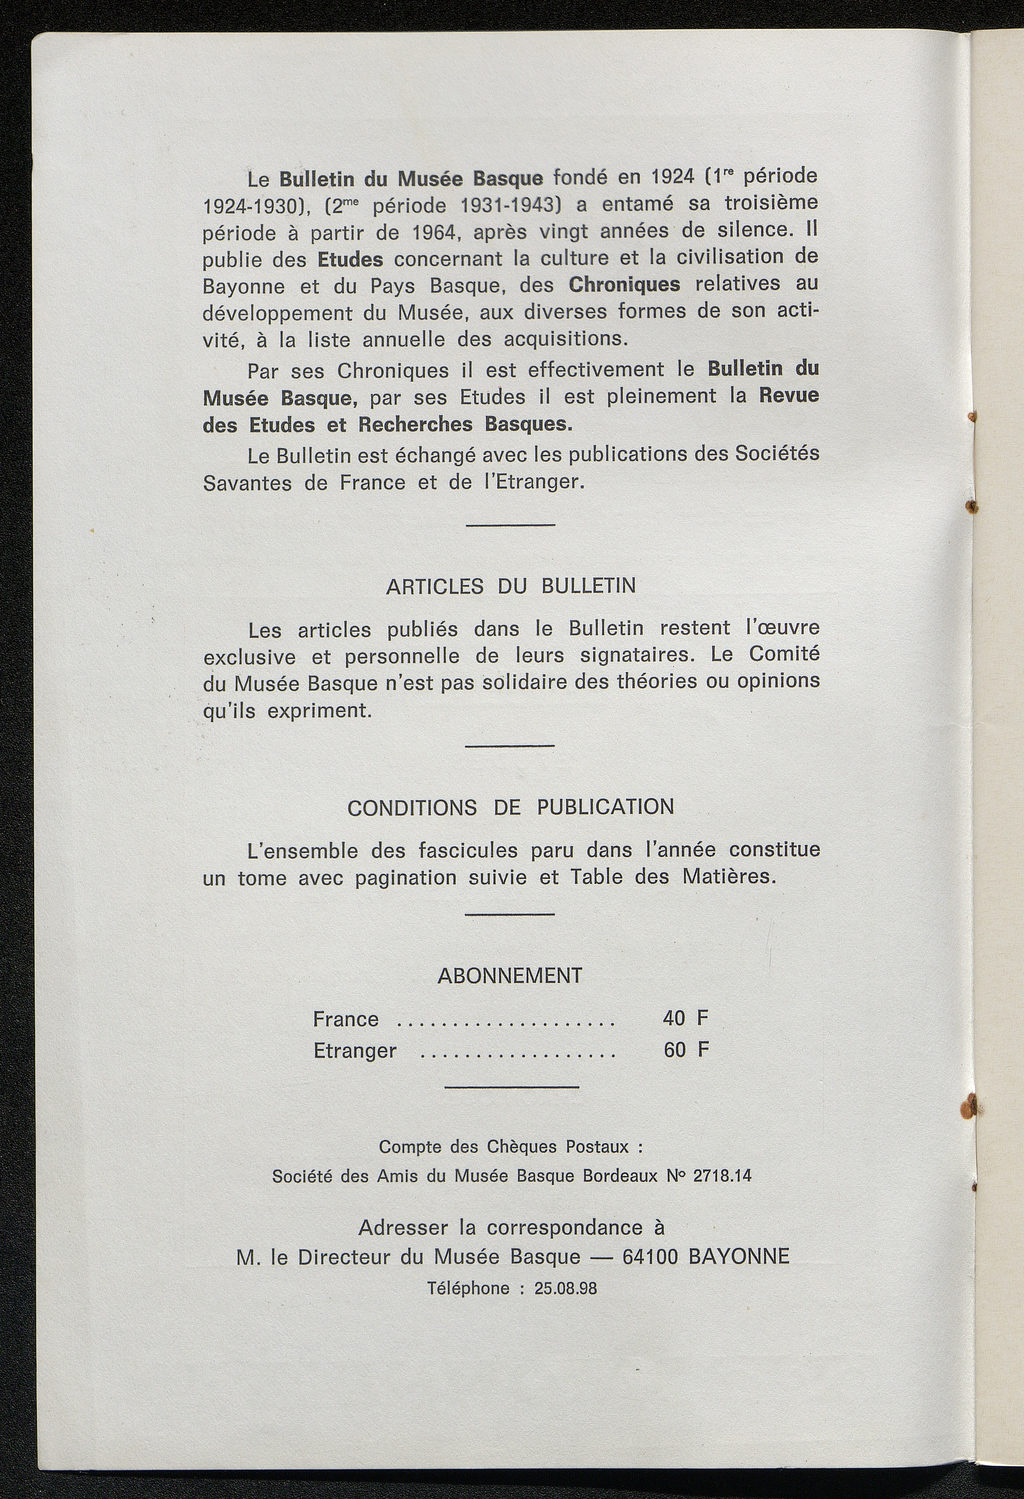 Le Bulletin du Musée Basque fondé en 1924 (1re période
1924-1930), (2me période 1931-1943) a entamé sa troisième
période à partir de 1964, après vingt années de silence. Il
publie des Etudes concernant la culture et la civilisation de
Bayonne et du Pays Basque, des Chroniques relatives au
développement du Musée, aux diverses formes de son acti-
vité, à la liste annuelle des acquisitions.
Par ses Chroniques il est effectivement le Bulletin du
Musée Basque, par ses Etudes il est pleinement la Revue
des Etudes et Recherches Basques.
Le Bulletin est échangé avec les publications des Sociétés
Savantes de France et de l'Etranger.
ARTICLES DU BULLETIN
Les articles publiés dans le Bulletin restent l'œuvre
exclusive et personnelle de leurs signataires. Le Comité
du Musée Basque n'est pas solidaire des théories ou opinions
qu'ils expriment.
CONDITIONS DE PUBLICATION
L'ensemble des fascicules paru dans l'année constitue
un tome avec pagination suivie et Table des Matières.
ABONNEMENT
France .................... 40 F
Etranger .................. 60 F
Compte des Chèques Postaux :
Société des Amis du Musée Basque Bordeaux Nº 2718.14
Adresser la correspondance à
M. le Directeur du Musée Basque — 64100 BAYONNE
Téléphone : 25.08.98